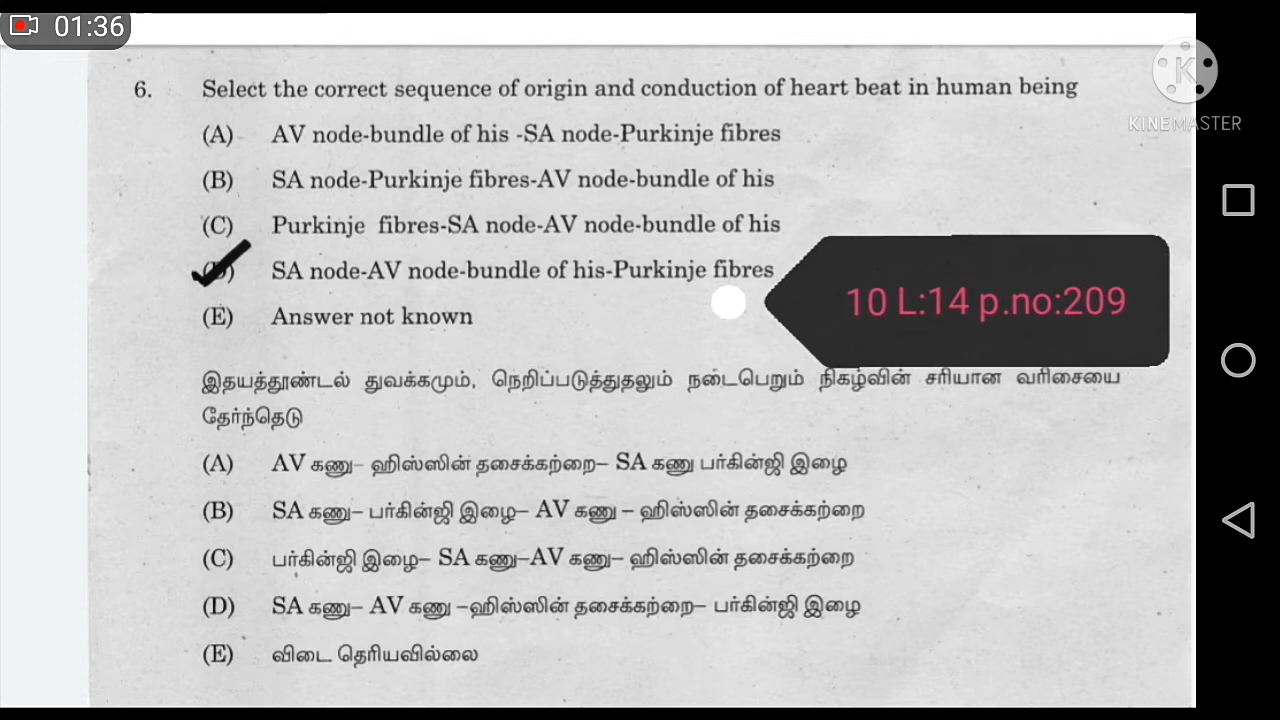 01:36
K
KINEMASTER
6. Select the correct sequence of origin and conduction of heart beat in human being
(A) AV node-bundle of his -SA node-Purkinje fibres
(B) SA node-Purkinje fibres-AV node-bundle of his
(C) Purkinje fibres-SA node-AV node-bundle of his
(D) SA node-AV node-bundle of his-Purkinje fibres
10 L:14 p.no:209
(E) Answer not known
இதயத்தூண்டல் துவக்கமும், நெறிப்படுத்துதலும் நடைபெறும் நிகழ்வின் சரியான வரிசையை
தேர்ந்தெடு
(A) AV கணு– ஹிஸ்ஸின் தசைக்கற்றை– SA கணு பர்கின்ஜி இழை
(B) SA கணு– பர்கின்ஜி இழை– AV கணு – ஹிஸ்ஸின் தசைக்கற்றை
(C) பர்கின்ஜி இழை– SA கணு–AV கணு– ஹிஸ்ஸின் தசைக்கற்றை
(D) SA கணு– AV கணு –ஹிஸ்ஸின் தசைக்கற்றை– பர்கின்ஜி இழை
(E) விடை தெரியவில்லை